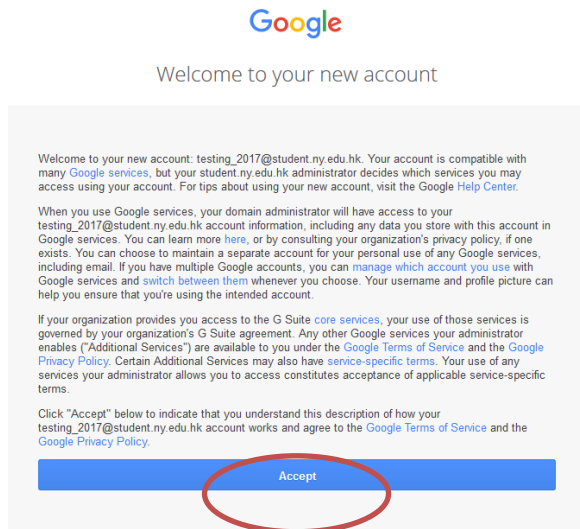 Google
Welcome to your new account
Welcome to your new account: testing_2017@student.ny.edu.hk. Your account is compatible with
many Google services, but your student.ny.edu.hk administrator decides which services you may
access using your account. For tips about using your new account, visit the Google Help Center.
When you use Google services, your domain administrator will have access to your
testing_2017@student.ny.edu.hk account information, including any data you store with this account in
Google services. You can learn more here, or by consulting your organization's privacy policy, if one
exists. You can choose to maintain a separate account for your personal use of any Google services,
including email. If you have multiple Google accounts, you can manage which account you use with
Google services and switch between them whenever you choose. Your username and profile picture can
help you ensure that you're using the intended account.
If your organization provides you access to the G Suite core services, your use of those services is
governed by your organization's G Suite agreement. Any other Google services your administrator
enables ("Additional Services") are available to you under the Google Terms of Service and the Google
Privacy Policy. Certain Additional Services may also have service-specific terms. Your use of any
services your administrator allows you to access constitutes acceptance of applicable service-specific
terms.
Click "Accept" below to indicate that you understand this description of how your
testing_2017@student.ny.edu.hk account works and agree to the Google Terms of Service and the
Google Privacy Policy.
Accept